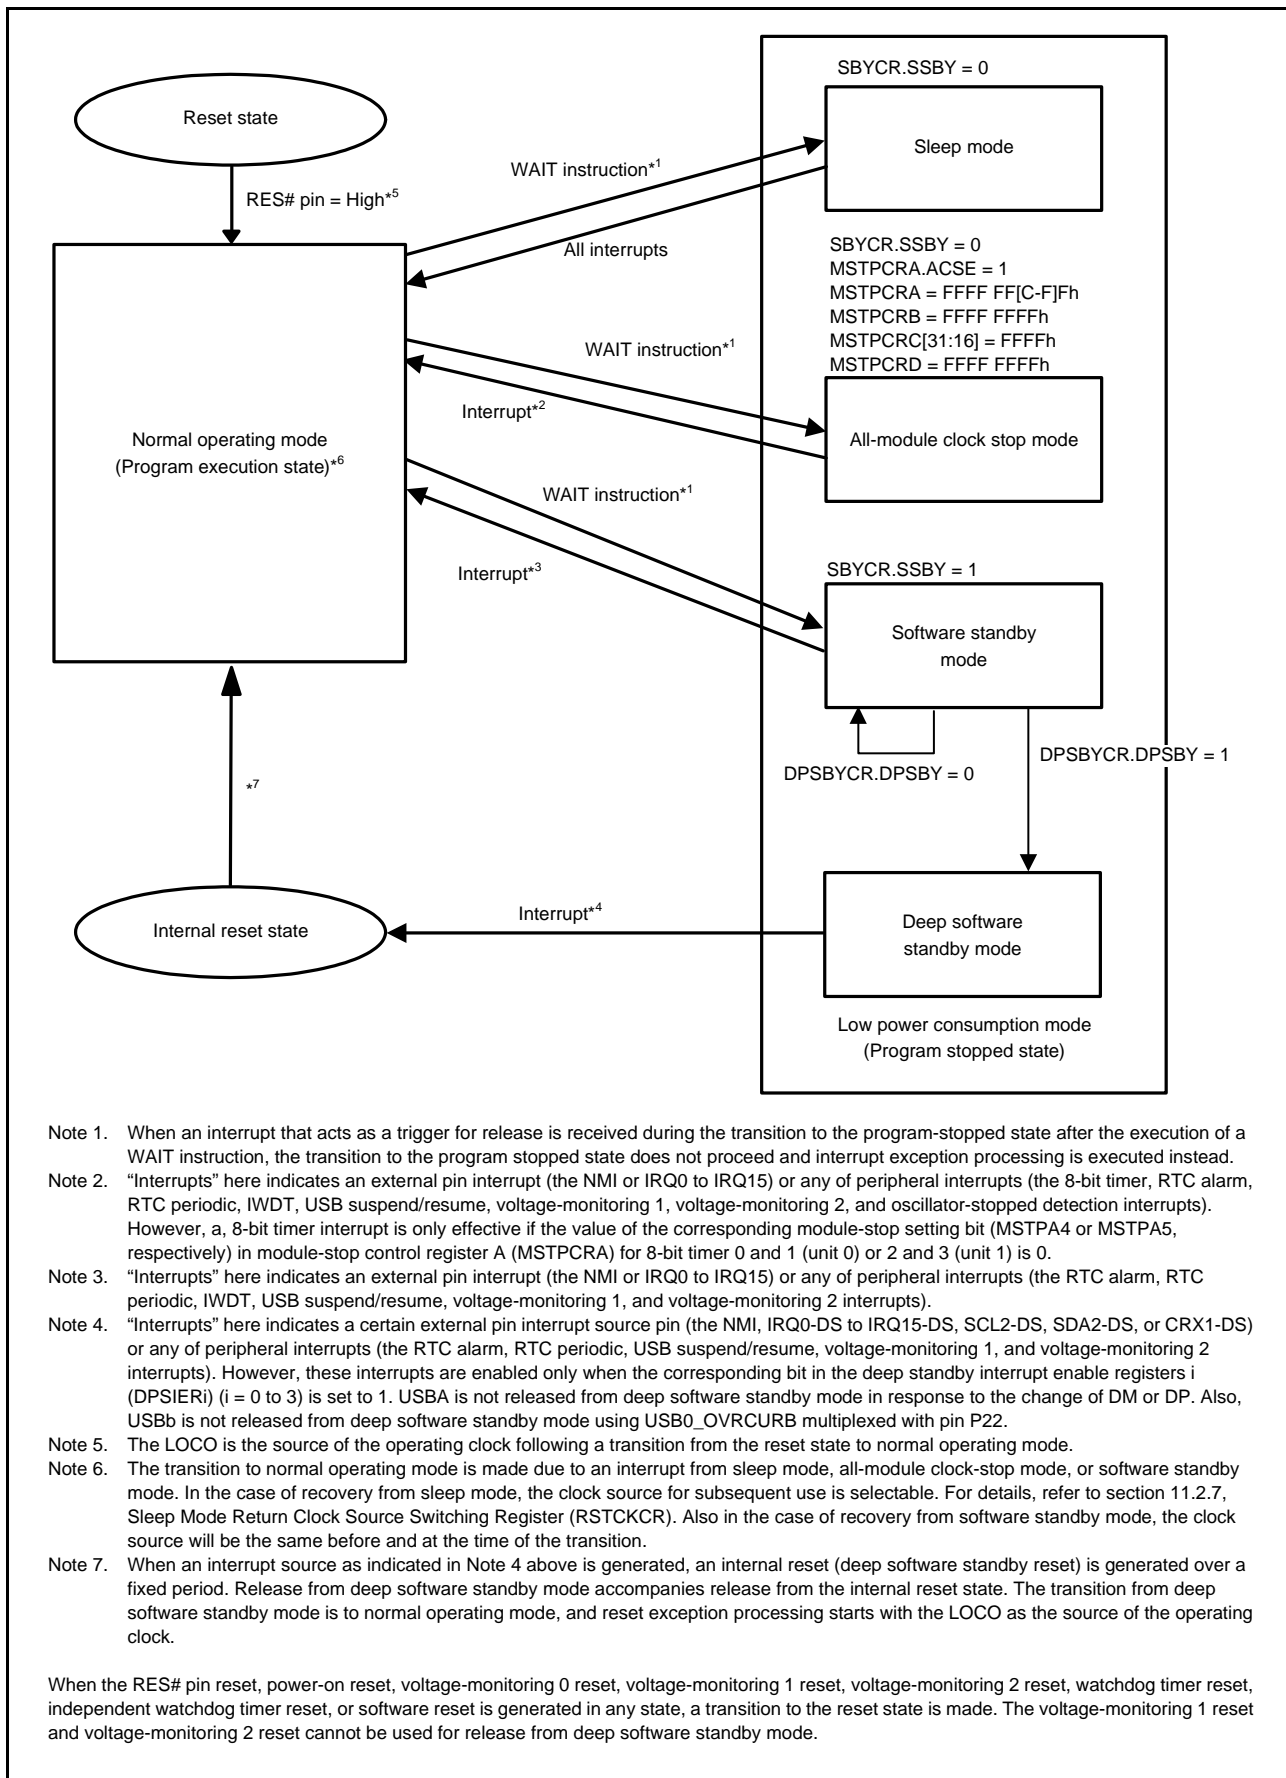 SBYCR.SSBY = 0
Reset state
Sleep mode
WAIT instruction*1
RES# pin = High*5
All interrupts
SBYCR.SSBY = 0
MSTPCRA.ACSE = 1
MSTPCRA = FFFF FF[C-F]Fh
MSTPCRB = FFFF FFFFh
MSTPCRC[31:16] = FFFFh
MSTPCRD = FFFF FFFFh
WAIT instruction*1
Interrupt*2
Normal operating mode
(Program execution state)*6
All-module clock stop mode
WAIT instruction*1
Interrupt*3
SBYCR.SSBY = 1
Software standby
mode
DPSBYCR.DPSBY = 1
DPSBYCR.DPSBY = 0
*7
Interrupt*4
Internal reset state
Deep software
standby mode
Low power consumption mode
(Program stopped state)
Note 1. When an interrupt that acts as a trigger for release is received during the transition to the program-stopped state after the execution of a
WAIT instruction, the transition to the program stopped state does not proceed and interrupt exception processing is executed instead.
Note 2. “Interrupts” here indicates an external pin interrupt (the NMI or IRQ0 to IRQ15) or any of peripheral interrupts (the 8-bit timer, RTC alarm,
RTC periodic, IWDT, USB suspend/resume, voltage-monitoring 1, voltage-monitoring 2, and oscillator-stopped detection interrupts).
However, a, 8-bit timer interrupt is only effective if the value of the corresponding module-stop setting bit (MSTPA4 or MSTPA5,
respectively) in module-stop control register A (MSTPCRA) for 8-bit timer 0 and 1 (unit 0) or 2 and 3 (unit 1) is 0.
Note 3. “Interrupts” here indicates an external pin interrupt (the NMI or IRQ0 to IRQ15) or any of peripheral interrupts (the RTC alarm, RTC
periodic, IWDT, USB suspend/resume, voltage-monitoring 1, and voltage-monitoring 2 interrupts).
Note 4. “Interrupts” here indicates a certain external pin interrupt source pin (the NMI, IRQ0-DS to IRQ15-DS, SCL2-DS, SDA2-DS, or CRX1-DS)
or any of peripheral interrupts (the RTC alarm, RTC periodic, USB suspend/resume, voltage-monitoring 1, and voltage-monitoring 2
interrupts). However, these interrupts are enabled only when the corresponding bit in the deep standby interrupt enable registers i
(DPSIERi) (i = 0 to 3) is set to 1. USBA is not released from deep software standby mode in response to the change of DM or DP. Also,
USBb is not released from deep software standby mode using USB0_OVRCURB multiplexed with pin P22.
Note 5. The LOCO is the source of the operating clock following a transition from the reset state to normal operating mode.
Note 6. The transition to normal operating mode is made due to an interrupt from sleep mode, all-module clock-stop mode, or software standby
mode. In the case of recovery from sleep mode, the clock source for subsequent use is selectable. For details, refer to section 11.2.7,
Sleep Mode Return Clock Source Switching Register (RSTCKCR). Also in the case of recovery from software standby mode, the clock
source will be the same before and at the time of the transition.
Note 7. When an interrupt source as indicated in Note 4 above is generated, an internal reset (deep software standby reset) is generated over a
fixed period. Release from deep software standby mode accompanies release from the internal reset state. The transition from deep
software standby mode is to normal operating mode, and reset exception processing starts with the LOCO as the source of the operating
clock.
When the RES# pin reset, power-on reset, voltage-monitoring 0 reset, voltage-monitoring 1 reset, voltage-monitoring 2 reset, watchdog timer reset,
independent watchdog timer reset, or software reset is generated in any state, a transition to the reset state is made. The voltage-monitoring 1 reset
and voltage-monitoring 2 reset cannot be used for release from deep software standby mode.